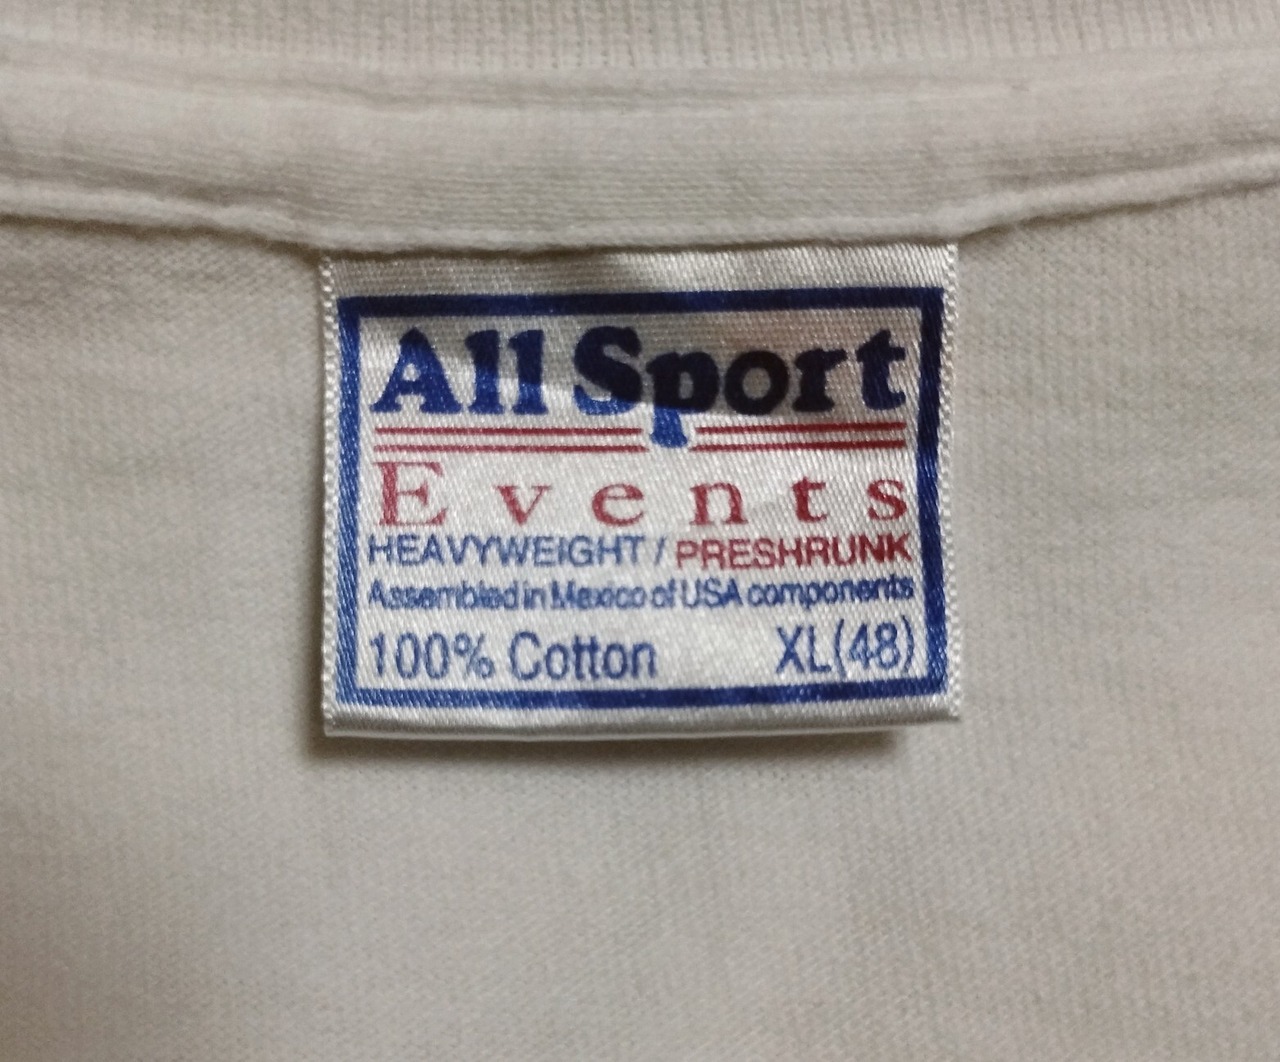 All Sport
Events
HEAVYWEIGHT / PRESHRUNK
Assembled in Mexico of USA components
100% Cotton XL(48)